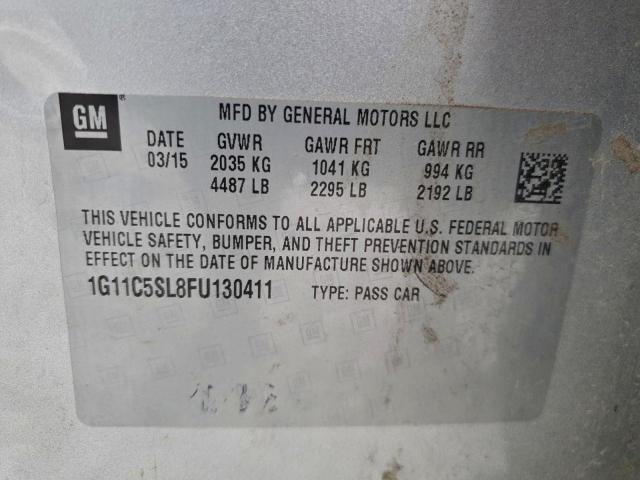 GM
MFD BY GENERAL MOTORS LLC
DATE GVWR GAWR FRT GAWR RR
03/15 2035 KG 1041 KG 994 KG
4487 LB 2295 LB 2192 LB
THIS VEHICLE CONFORMS TO ALL APPLICABLE U.S. FEDERAL MOTOR
VEHICLE SAFETY, BUMPER, AND THEFT PREVENTION STANDARDS IN
EFFECT ON THE DATE OF MANUFACTURE SHOWN ABOVE.
1G11C5SL8FU130411 TYPE: PASS CAR